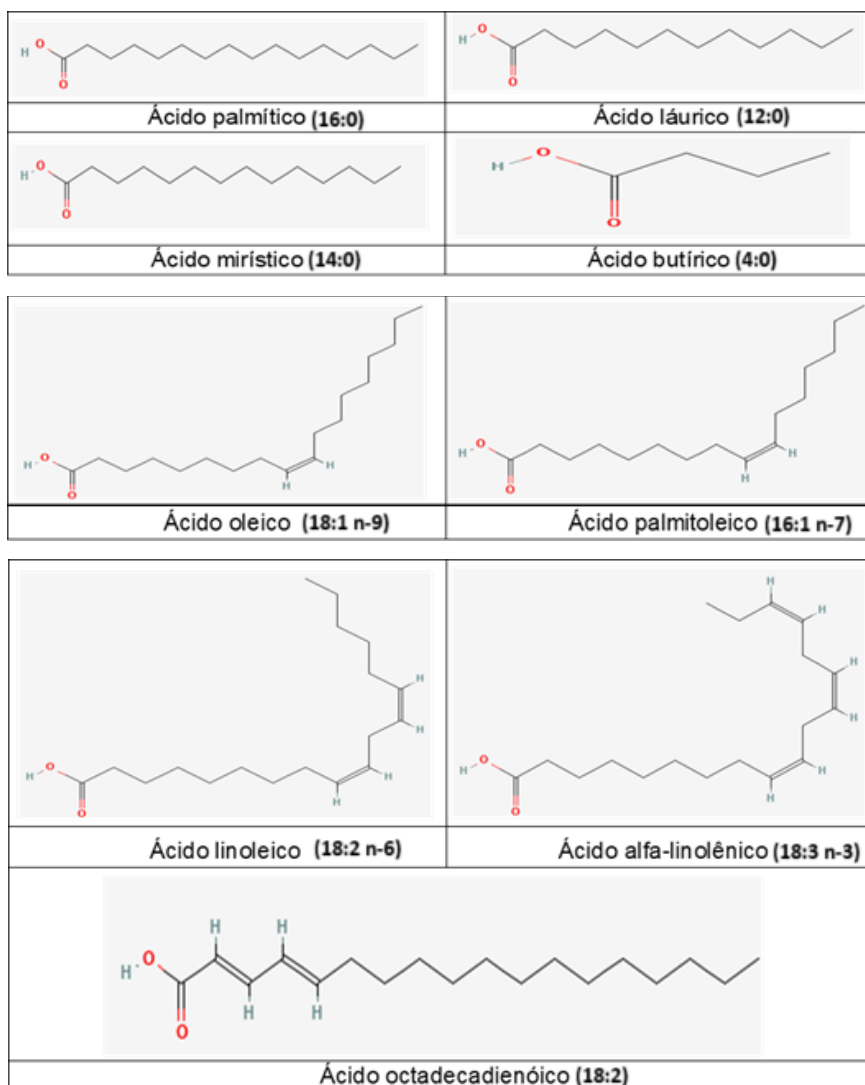 H O
O
H O
O
Ácido palmítico (16:0)
Ácido láurico (12:0)
H O
O
H O
O
Ácido mirístico (14:0)
Ácido butírico (4:0)
H O
O
H H
H O
O
H H
Ácido oleico (18:1 n-9)
Ácido palmitoleico (16:1 n-7)
H
H
H O
O
H H
H
H
H
H
H O
O
H H
Ácido linoleico (18:2 n-6)
Ácido alfa-linolênico (18:3 n-3)
H H
H O
H H
O
Ácido octadecadienóico (18:2)